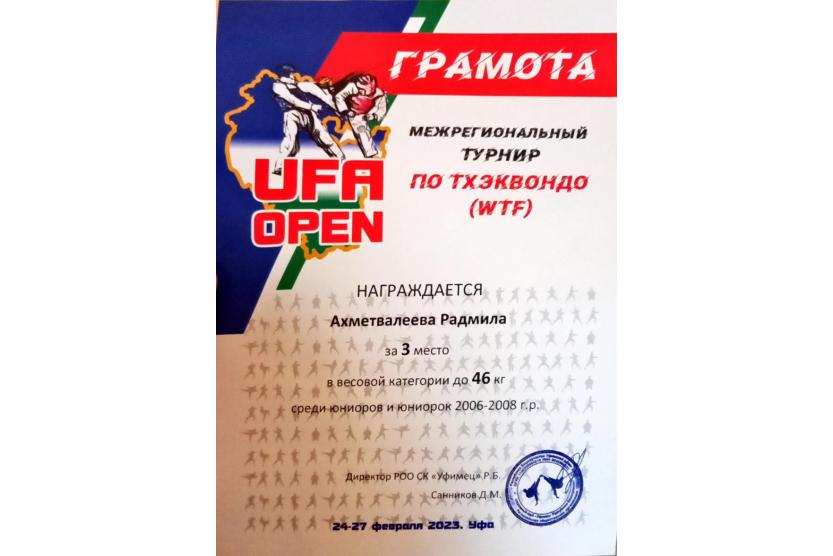 ГРАМОТА
МЕЖРЕГИОНАЛЬНЫЙ
ТУРНИР
ПО ТХЭКВОНДО
(WTF)
UFA
OPEN
НАГРАЖДАЕТСЯ
Ахметвалеева Радмила
за 3 место
в весовой категории до 46 кг
среди юниоров и юниорок 2006-2008 г.р.
Директор РОО СК «Уфимец» Р.Б.
Санников Д.М.
24-27 февраля 2023. Уфа